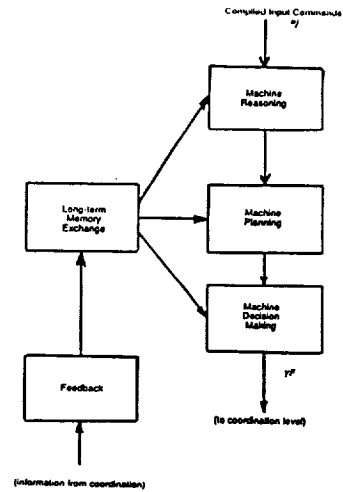 Compiled Input Commands
uj
Machine
Reasoning
Long-term
Memory
Exchange
Machine
Planning
Machine
Decision
Making
Feedback
(to coordination level)
(information from coordination)